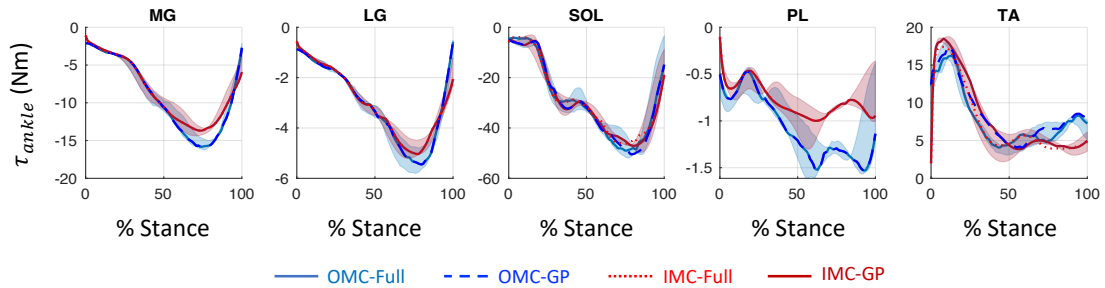 MG LG SOL PL TA
τankle (Nm)
0 -5 -10 -15 -20
0 -2 -4 -6
0 -20 -40 -60
-0.5 -1 -1.5
20 15 10 5 0
0 50 100 0 50 100 0 50 100 0 50 100 0 50 100
% Stance % Stance % Stance % Stance % Stance
OMC-Full OMC-GP IMC-Full IMC-GP